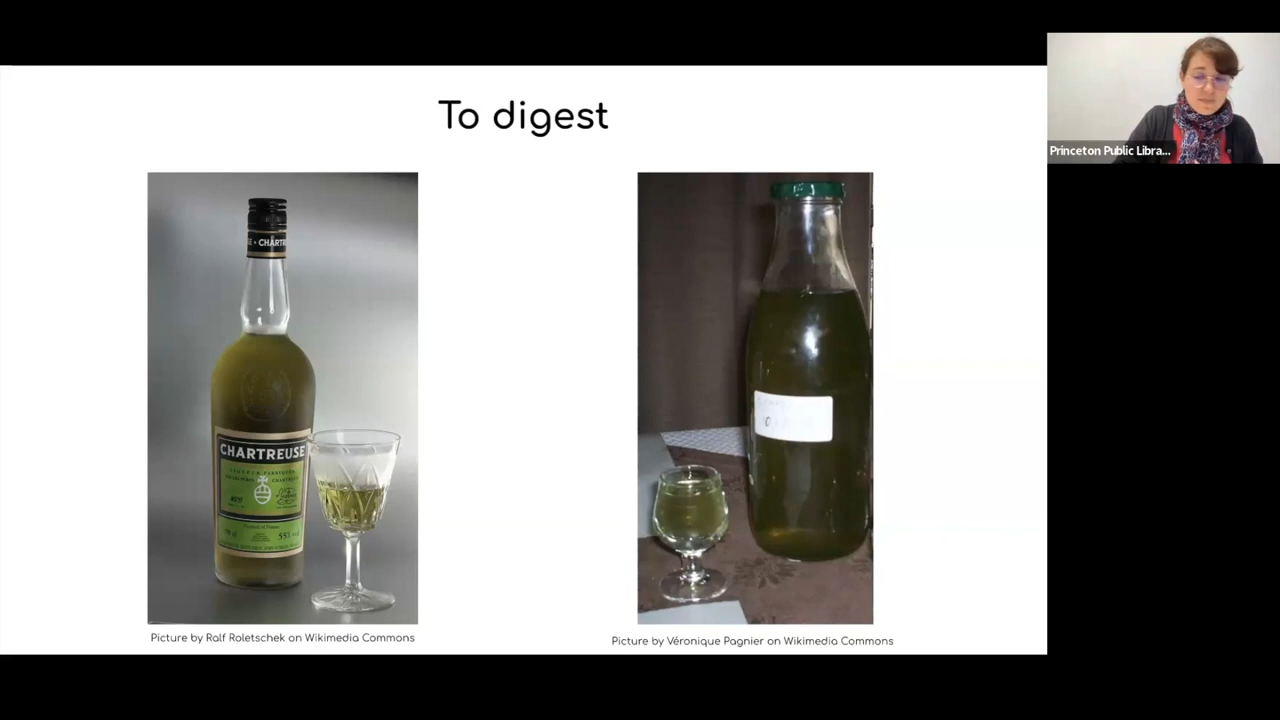 To digest
Princeton Public Libra...
CHARTREUSE
55%
Picture by Ralf Roletschek on Wikimedia Commons
Picture by Véronique Pagnier on Wikimedia Commons